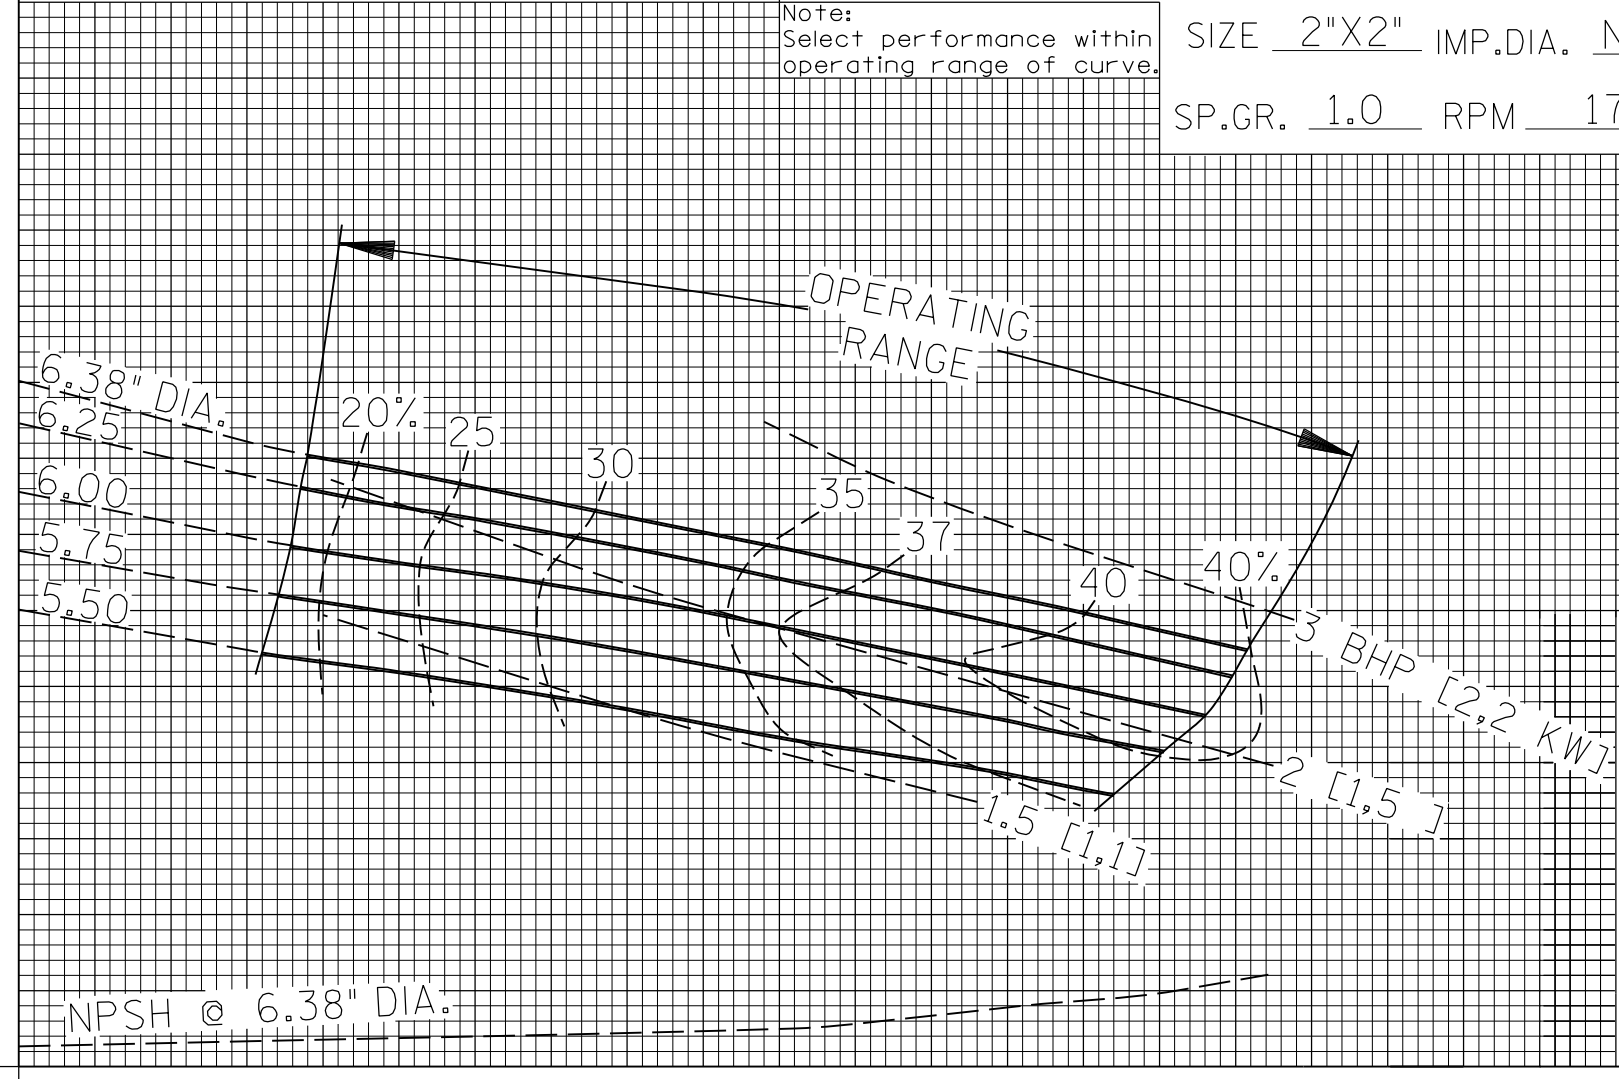 Note:
Select performance within
operating range of curve.
SIZE 2"X2" IMP.DIA. N
SP.GR. 1.0 RPM 17
OPERATING
RANGE
6.38" DIA.
6.25
6.00
5.75
5.50
20%
25
30
35
37
40
40%
3 BHP [2,2 KW]
2 [1,5 ]
1.5 [1,1]
NPSH @ 6.38" DIA.